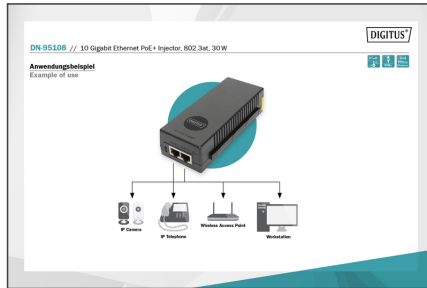 DIGITUS®
DN-95108 // 10 Gigabit Ethernet PoE+ Injector, 802.3at, 30 W
Anwendungsbeispiel
Example of use
DIGITUS
IP Camera
IP Telephone
Wireless Access Point
Workstation